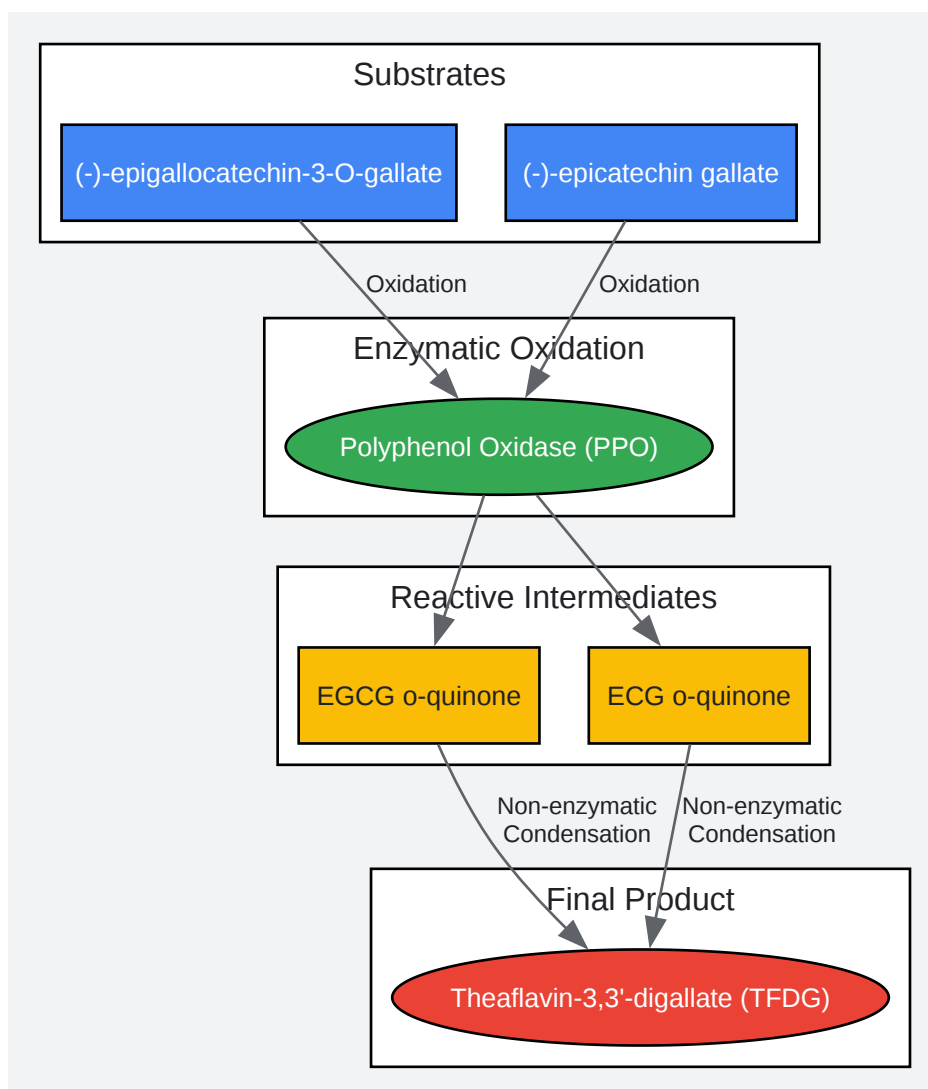 Substrates
(-)-epigallocatechin-3-O-gallate
(-)-epicatechin gallate
Oxidation
Oxidation
Enzymatic Oxidation
Polyphenol Oxidase (PPO)
Reactive Intermediates
EGCG o-quinone
ECG o-quinone
Non-enzymatic
Condensation
Non-enzymatic
Condensation
Final Product
Theaflavin-3,3'-digallate (TFDG)